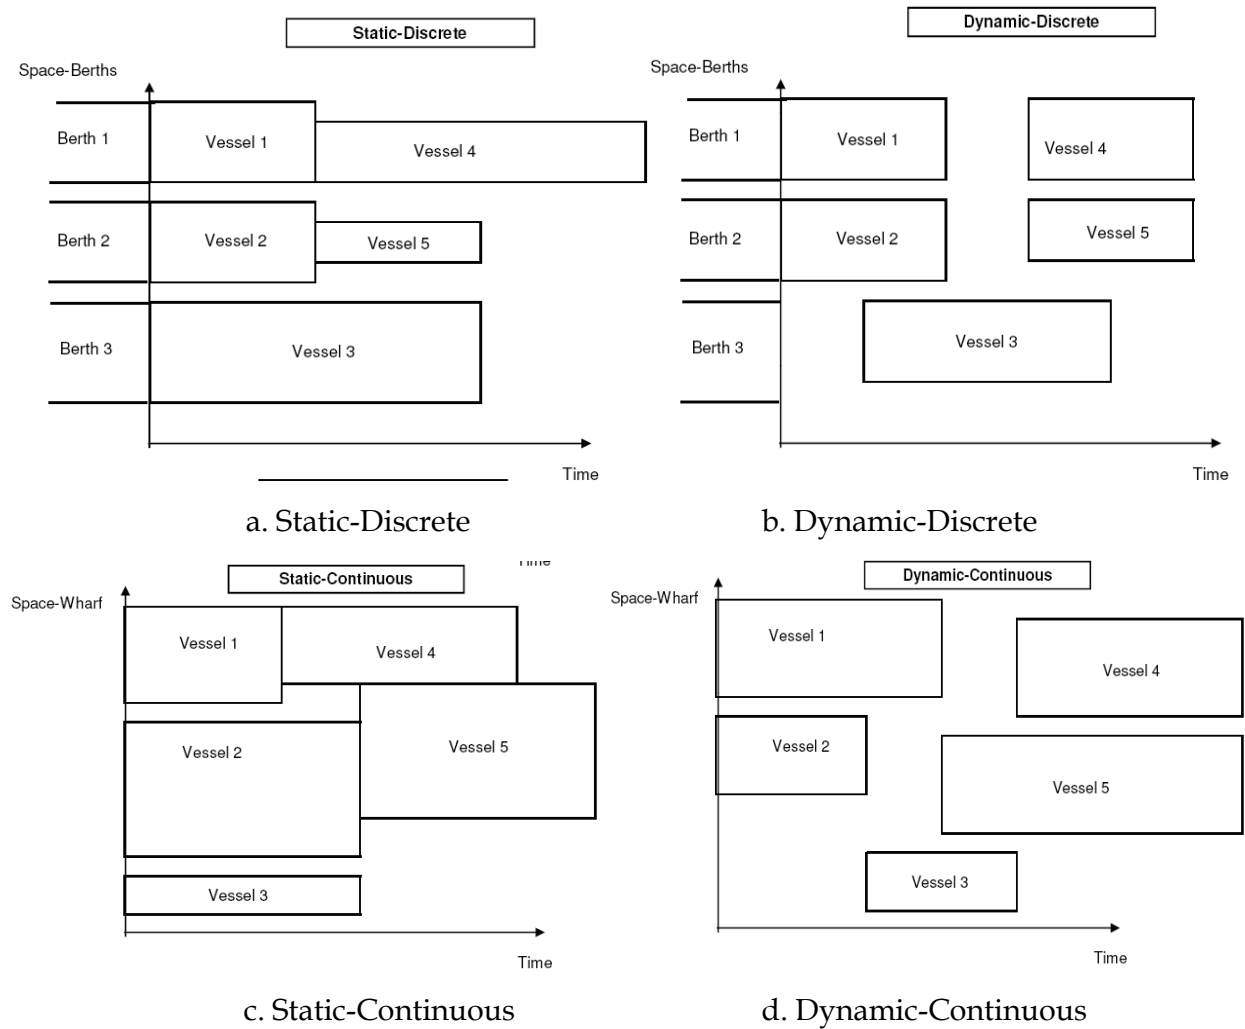 Static-Discrete
Space-Berths
Berth 1
Vessel 1
Vessel 4
Berth 2
Vessel 2
Vessel 5
Berth 3
Vessel 3
Time
a. Static-Discrete
Dynamic-Discrete
Space-Berths
Berth 1
Vessel 1
Vessel 4
Berth 2
Vessel 2
Vessel 5
Berth 3
Vessel 3
Time
b. Dynamic-Discrete
Time
Static-Continuous
Space-Wharf
Vessel 1
Vessel 4
Vessel 2
Vessel 5
Vessel 3
Time
c. Static-Continuous
Dynamic-Continuous
Space-Wharf
Vessel 1
Vessel 4
Vessel 2
Vessel 5
Vessel 3
Time
d. Dynamic-Continuous